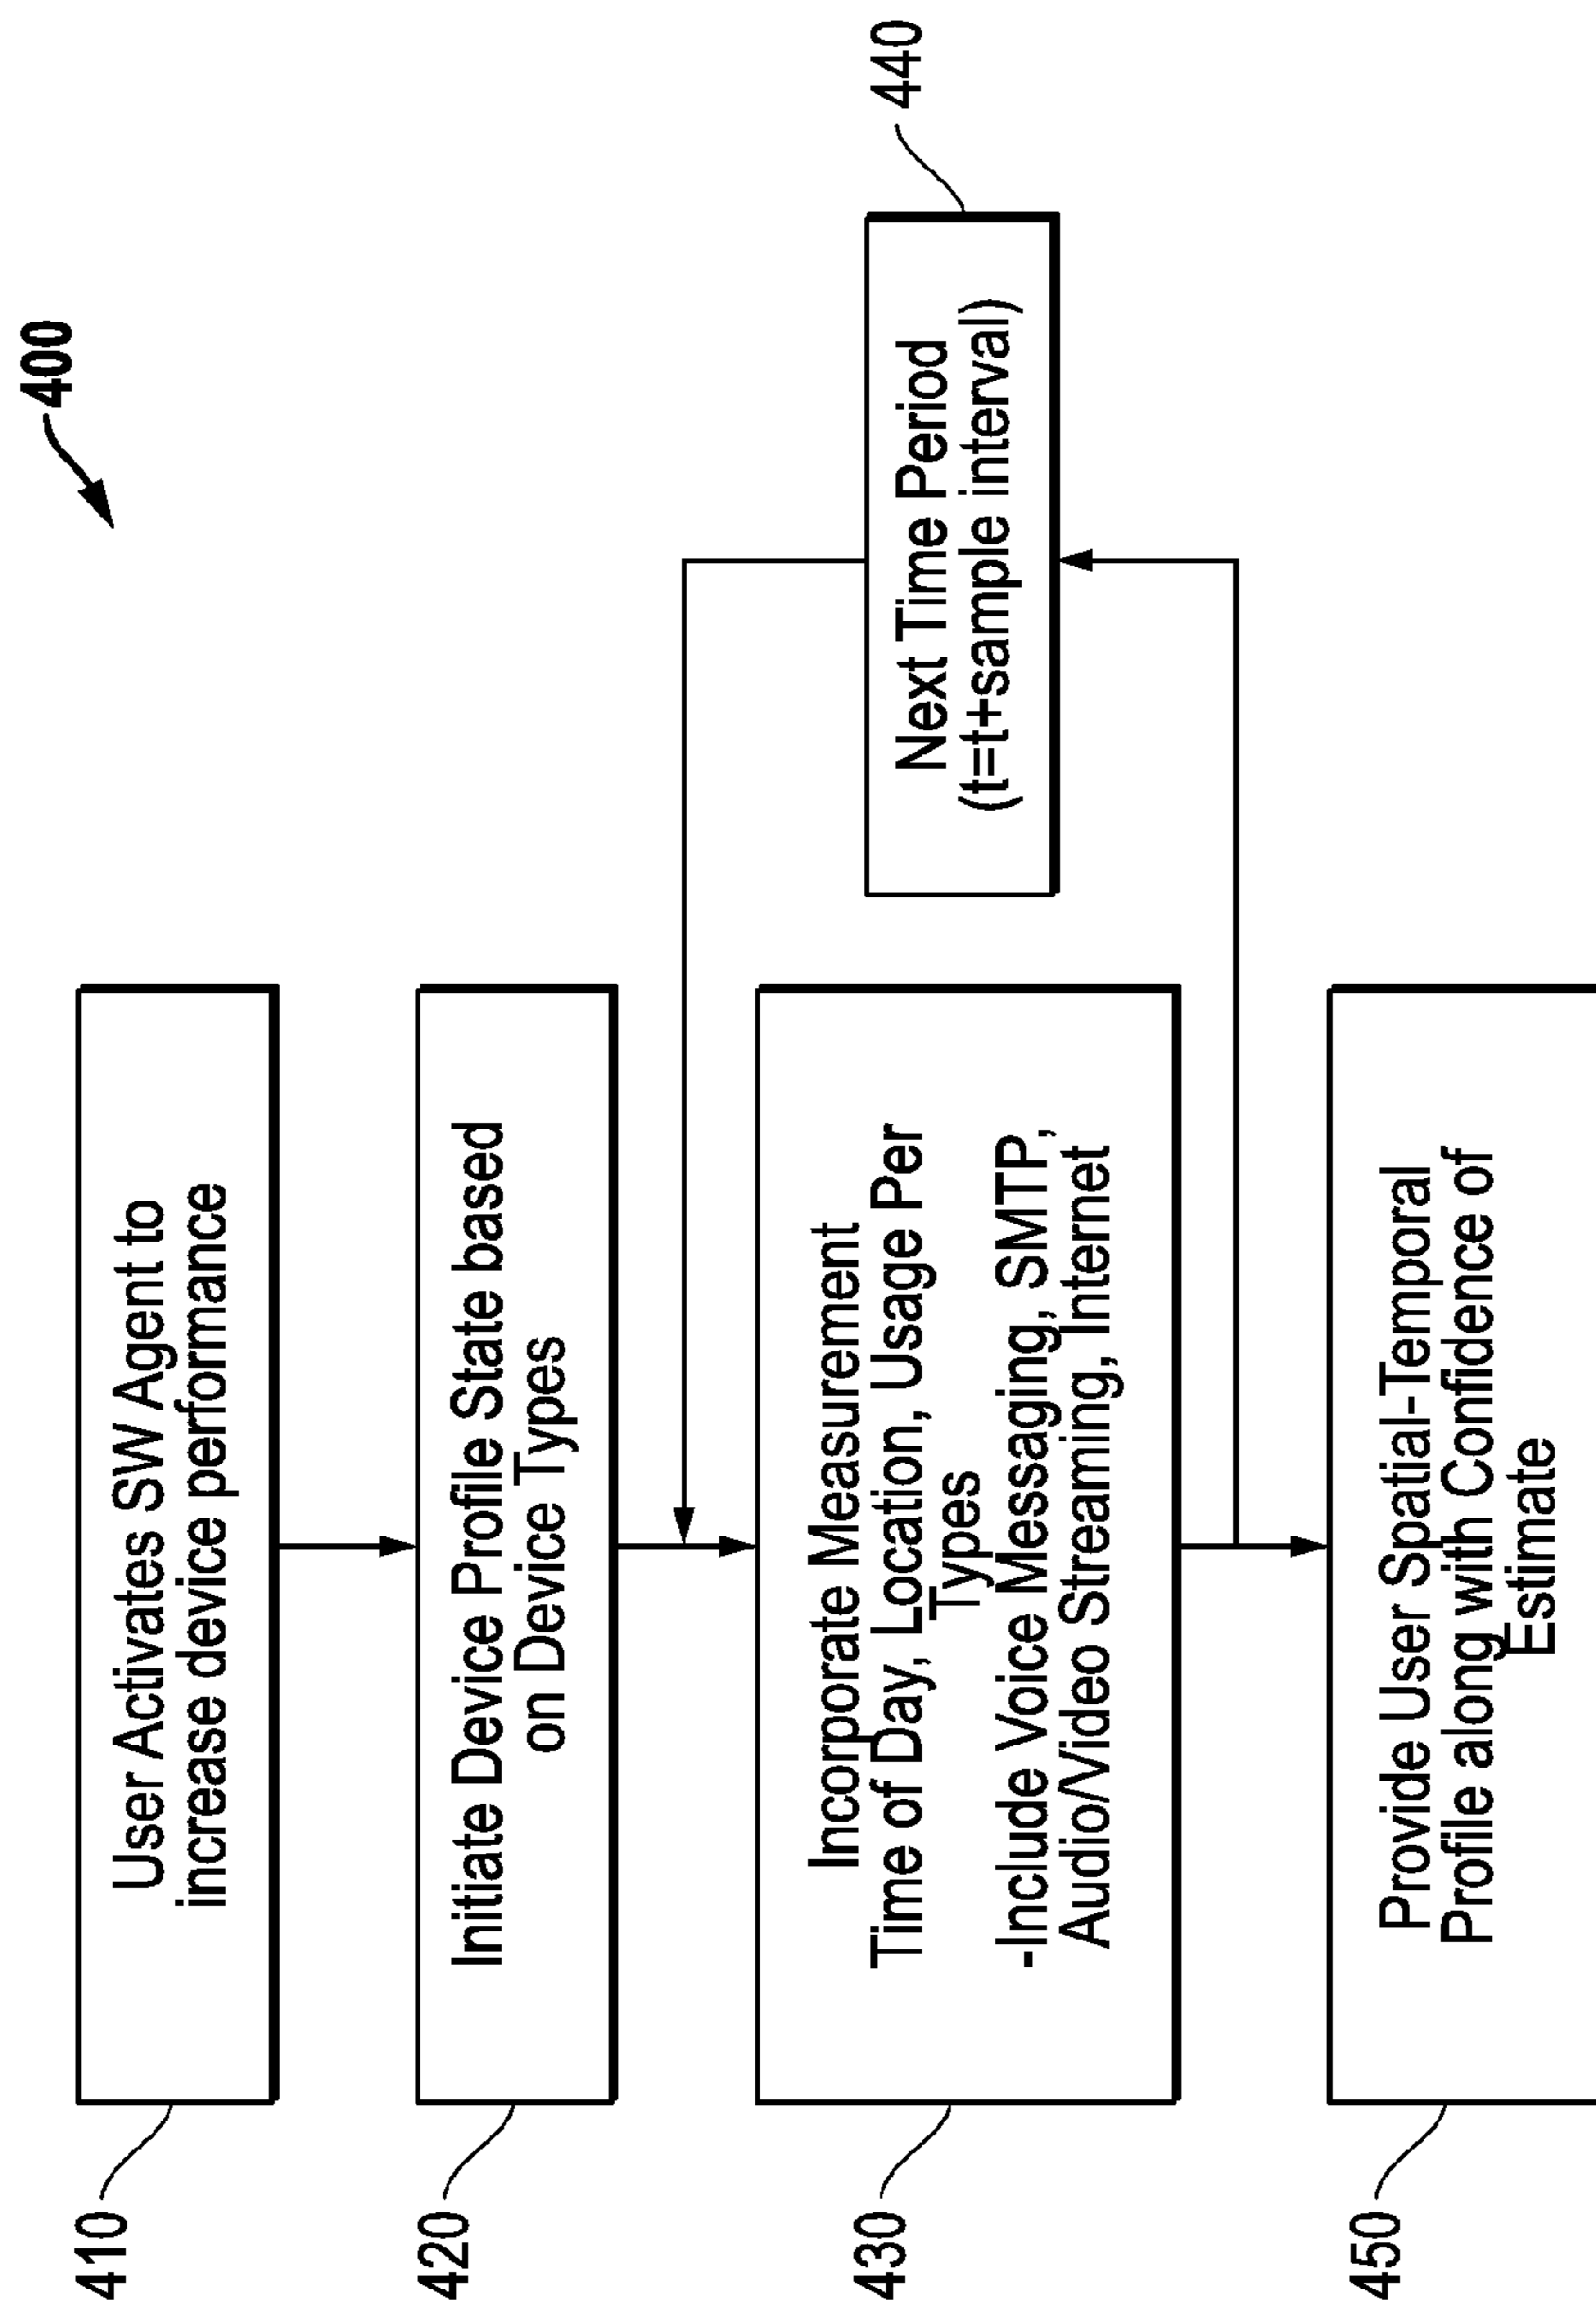 400
410
User Activates SW Agent to
increase device performance
420
Initiate Device Profile State based
on Device Types
430
Incorporate Measurement
Time of Day, Location, Usage Per
Types
-Include Voice Messaging, SMTP,
Audio/Video Streaming, Internet
440
Next Time Period
(t=t+sample interval)
450
Provide User Spatial-Temporal
Profile along with Confidence of
Estimate